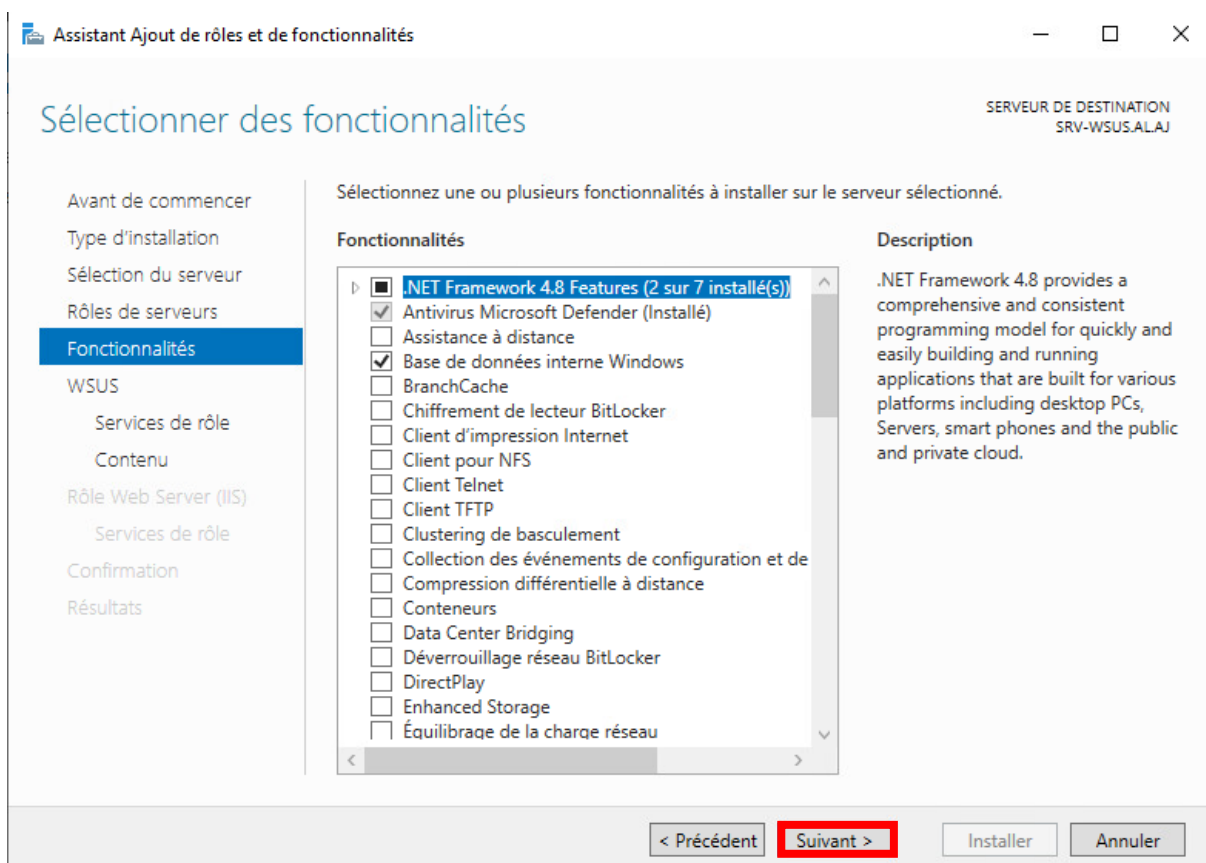 Assistant Ajout de rôles et de fonctionnalités
Sélectionner des fonctionnalités
SERVEUR DE DESTINATION
SRV-WSUS.AL.AJ
Avant de commencer
Type d'installation
Sélection du serveur
Rôles de serveurs
Fonctionnalités
WSUS
Services de rôle
Contenu
Rôle Web Server (IIS)
Services de rôle
Confirmation
Résultats
Sélectionnez une ou plusieurs fonctionnalités à installer sur le serveur sélectionné.
Fonctionnalités
.NET Framework 4.8 Features (2 sur 7 installé(s))
Antivirus Microsoft Defender (Installé)
Assistance à distance
Base de données interne Windows
BranchCache
Chiffrement de lecteur BitLocker
Client d'impression Internet
Client pour NFS
Client Telnet
Client TFTP
Clustering de basculement
Collection des événements de configuration et de
Compression différentielle à distance
Conteneurs
Data Center Bridging
Déverrouillage réseau BitLocker
DirectPlay
Enhanced Storage
Équilibrage de la charge réseau
Description
.NET Framework 4.8 provides a
comprehensive and consistent
programming model for quickly and
easily building and running
applications that are built for various
platforms including desktop PCs,
Servers, smart phones and the public
and private cloud.
< Précédent
Suivant >
Installer
Annuler